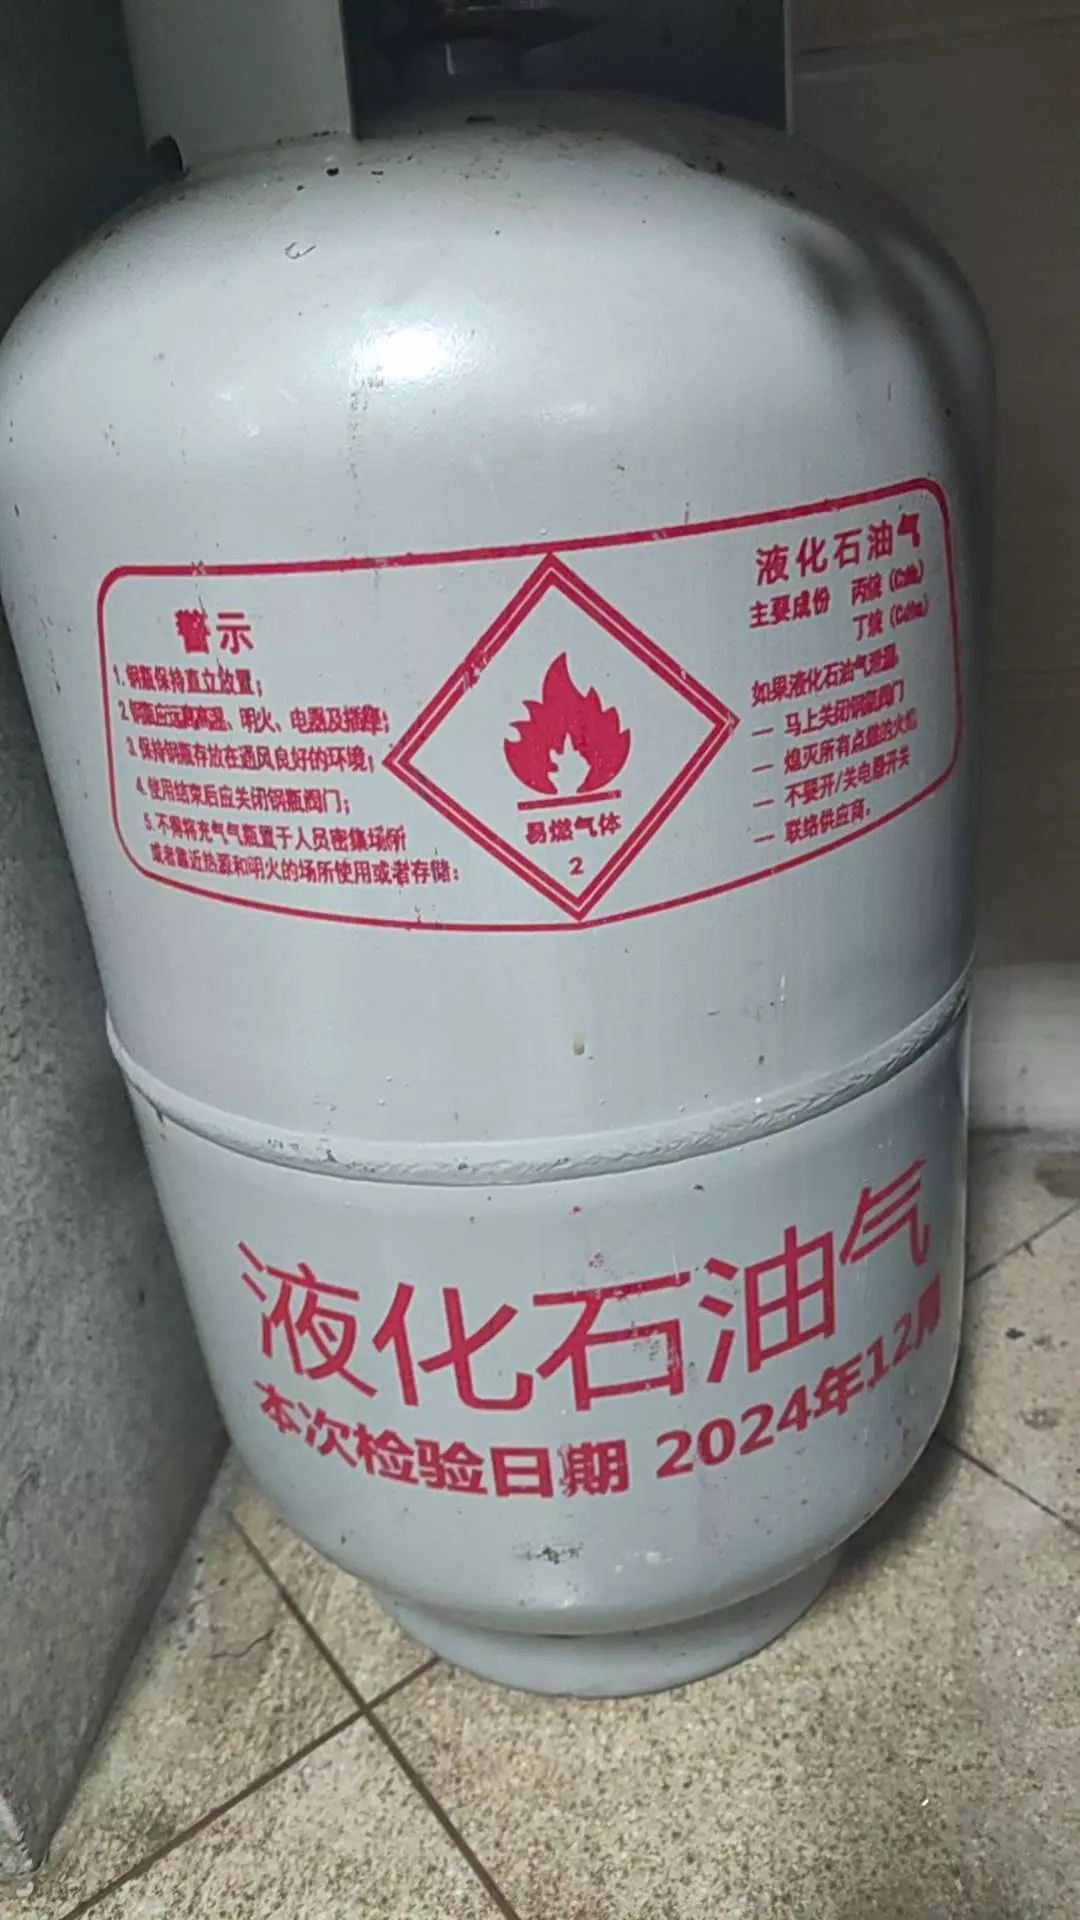 警示
1.钢瓶保持直立放置；
2.钢瓶应远离高温、明火、电器及插座；
3.保持钢瓶存放在通风良好的环境；
4.使用结束后应关闭钢瓶阀门；
5.不得将充气气瓶置于人员密集场所
或者靠近热源和明火的场所使用或者存储；
易燃气体
2
液化石油气
主要成份 丙烷
丁烷
如果液化石油气泄漏
— 马上关闭钢瓶阀门
— 熄灭所有点燃的火焰
— 不要开/关电器开关
— 联络供应商。
液化石油气
本次检验日期 2024年12月